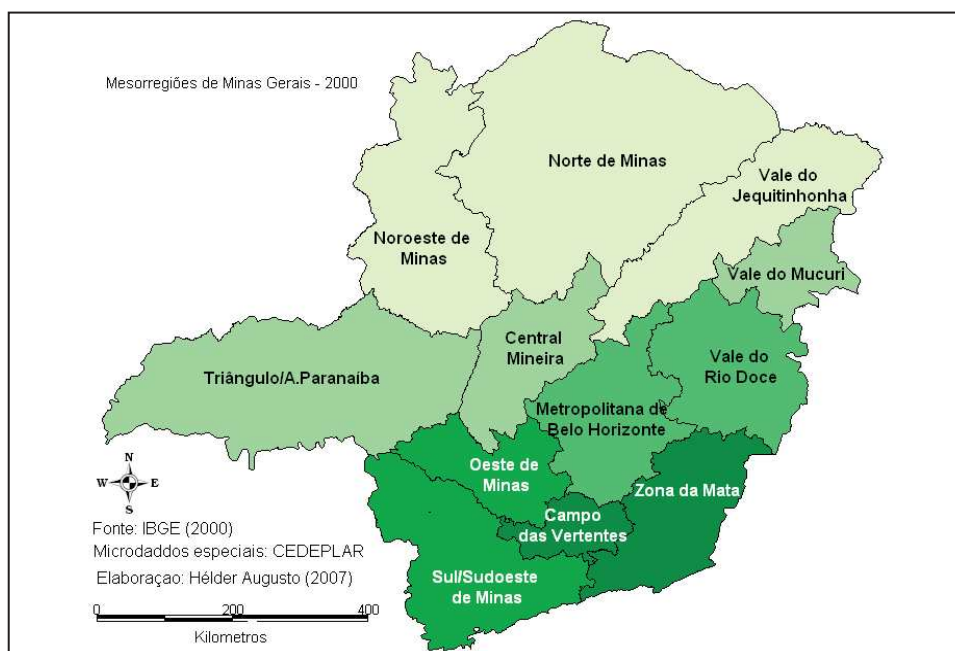 Mesorregiões de Minas Gerais - 2000
Norte de Minas
Vale do
Jequitinhonha
Noroeste de
Minas
Vale do Mucuri
Central
Mineira
Vale do
Rio Doce
Triângulo/A.Paranaíba
Metropolitana de
Belo Horizonte
Oeste de
Minas
Zona da Mata
Campo
das Vertentes
Sul/Sudoeste
de Minas
N
W E
S
Fonte: IBGE (2000)
Microdaddos especiais: CEDEPLAR
Elaboraçao: Hélder Augusto (2007)
0 200 400
Kilometros